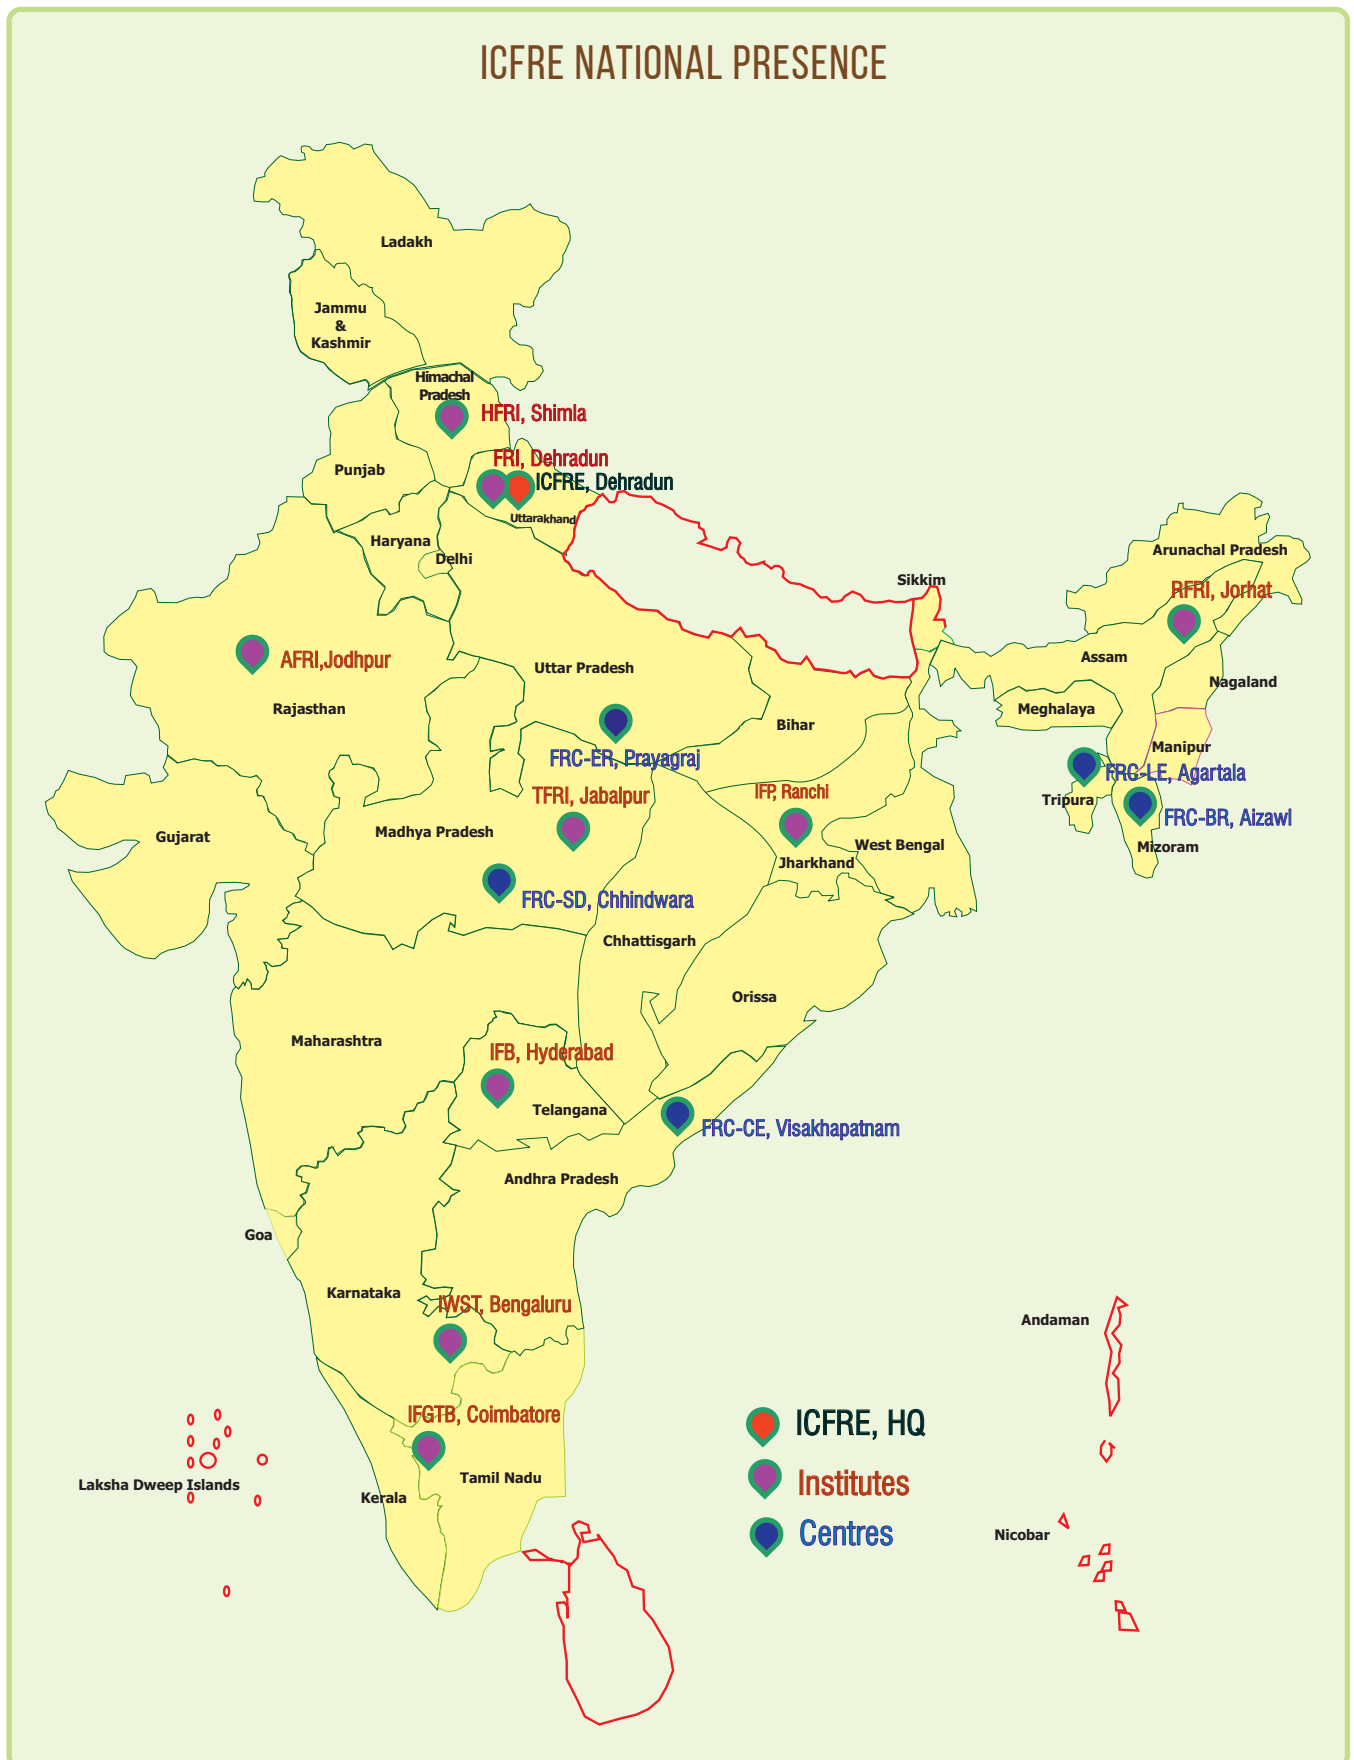 ICFRE NATIONAL PRESENCE
Ladakh
Jammu
&
Kashmir
Himachal
Pradesh
HFRI, Shimla
Punjab
FRI, Dehradun
ICFRE, Dehradun
Uttarakhand
Haryana
Delhi
Arunachal Pradesh
Sikkim
RFRI, Jorhat
AFRI,Jodhpur
Uttar Pradesh
Assam
Rajasthan
Nagaland
Meghalaya
Bihar
Manipur
FRC-ER, Prayagraj
FRC-LE, Agartala
TFRI, Jabalpur
IFP, Ranchi
Tripura
FRC-BR, Aizawl
Gujarat
Madhya Pradesh
West Bengal
Mizoram
Jharkhand
FRC-SD, Chhindwara
Chhattisgarh
Orissa
Maharashtra
IFB, Hyderabad
Telangana
FRC-CE, Visakhapatnam
Andhra Pradesh
Goa
Karnataka
IWST, Bengaluru
Andaman
IFGTB, Coimbatore
ICFRE, HQ
Tamil Nadu
Institutes
Laksha Dweep Islands
Kerala
Centres
Nicobar